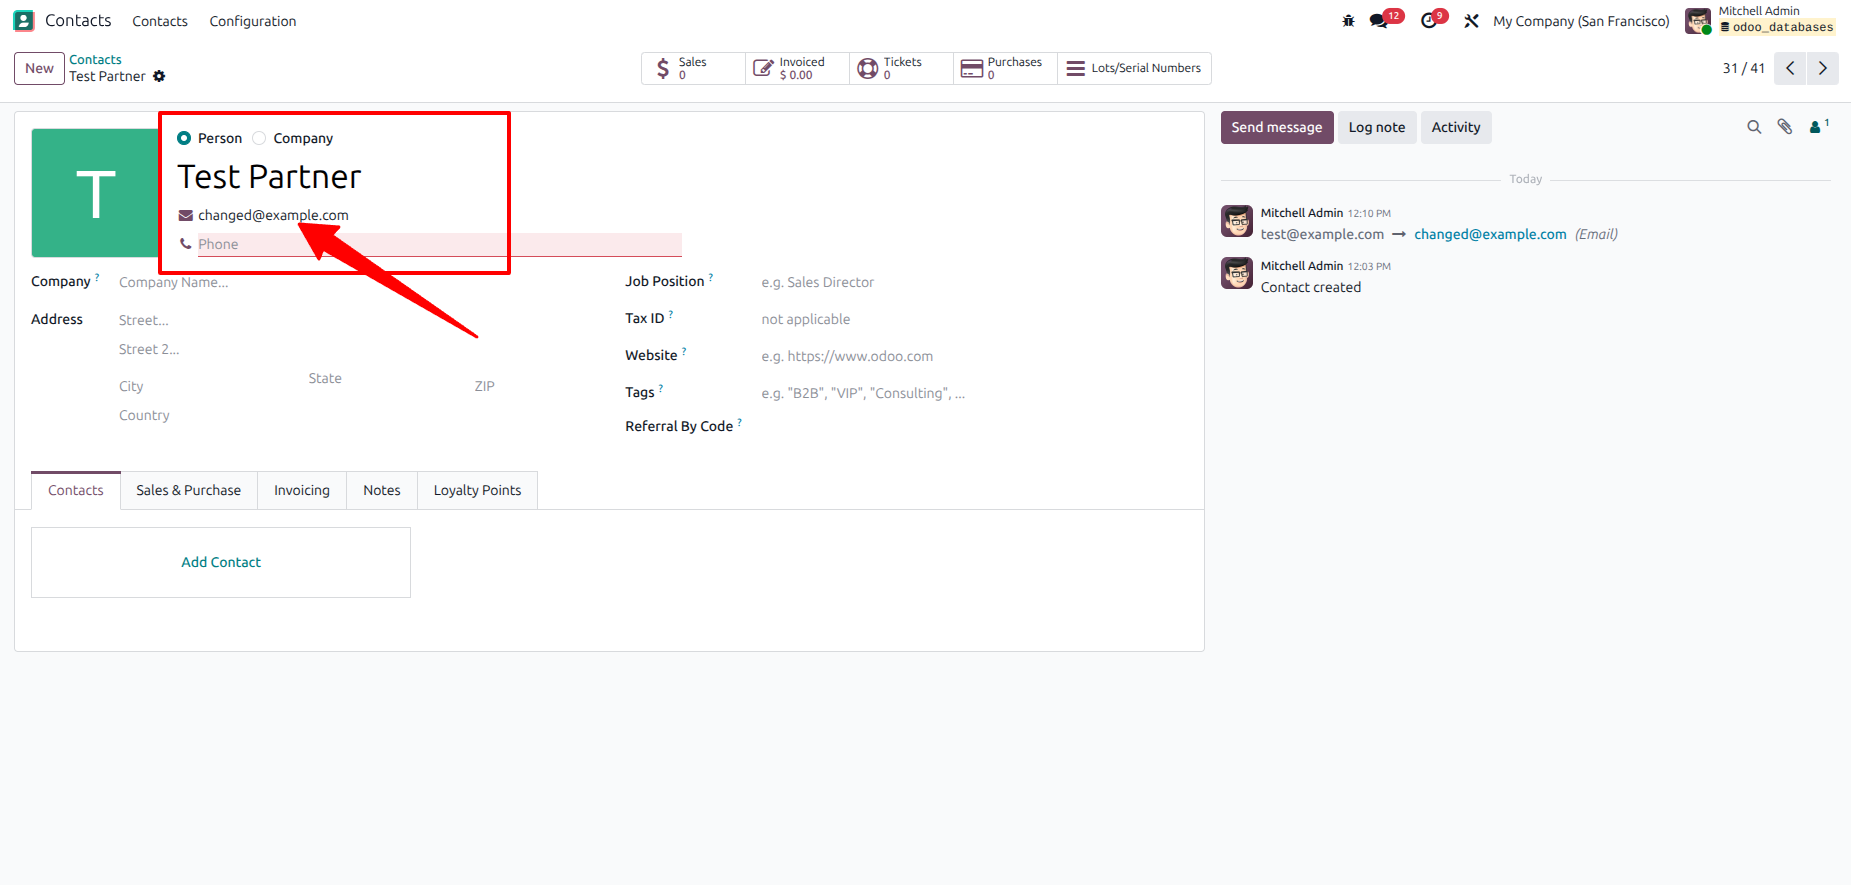 Contacts Contacts Configuration 12 9 My Company (San Francisco) Mitchell Admin
odoo_databases
New Contacts
Test Partner
Sales
0
Invoiced
$ 0.00
Tickets
0
Purchases
0
Lots/Serial Numbers
31 / 41
T
Person Company
Test Partner
changed@example.com
Phone
Company ? Company Name...
Address Street...
Street 2...
City State ZIP
Country
Job Position ? e.g. Sales Director
Tax ID ? not applicable
Website ? e.g. https://www.odoo.com
Tags ? e.g. "B2B", "VIP", "Consulting", ...
Referral By Code ?
Contacts Sales & Purchase Invoicing Notes Loyalty Points
Add Contact
Send message Log note Activity 1
Today
Mitchell Admin 12:10 PM
test@example.com → changed@example.com (Email)
Mitchell Admin 12:03 PM
Contact created